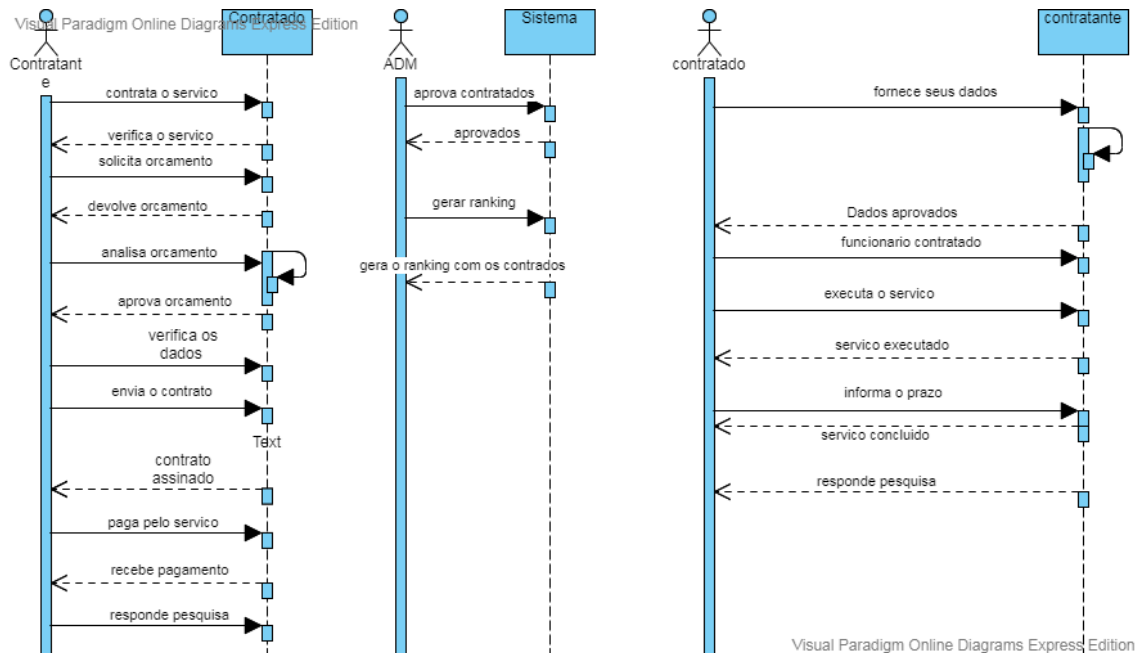 Visual Paradigm Online Diagrams Express Edition
Contratant
e
Contratado
contrata o servico
verifica o servico
solicita orcamento
devolve orcamento
analisa orcamento
aprova orcamento
verifica os
dados
envia o contrato
Text
contrato
assinado
paga pelo servico
recebe pagamento
responde pesquisa
ADM
Sistema
aprova contratados
aprovados
gerar ranking
gera o ranking com os contrados
contratado
contratante
fornece seus dados
Dados aprovados
funcionario contratado
executa o servico
servico executado
informa o prazo
servico concluido
responde pesquisa
Visual Paradigm Online Diagrams Express Edition